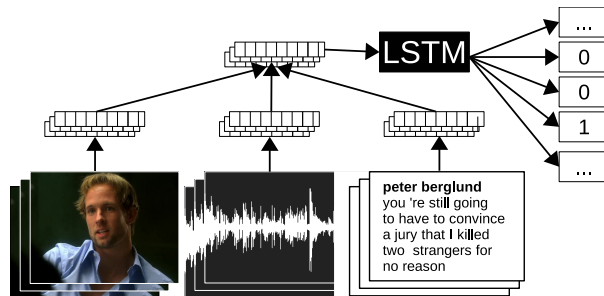 ...
LSTM
0
0
1
...
peter berglund
you 're still going
to have to convince
a jury that I killed
two strangers for
no reason